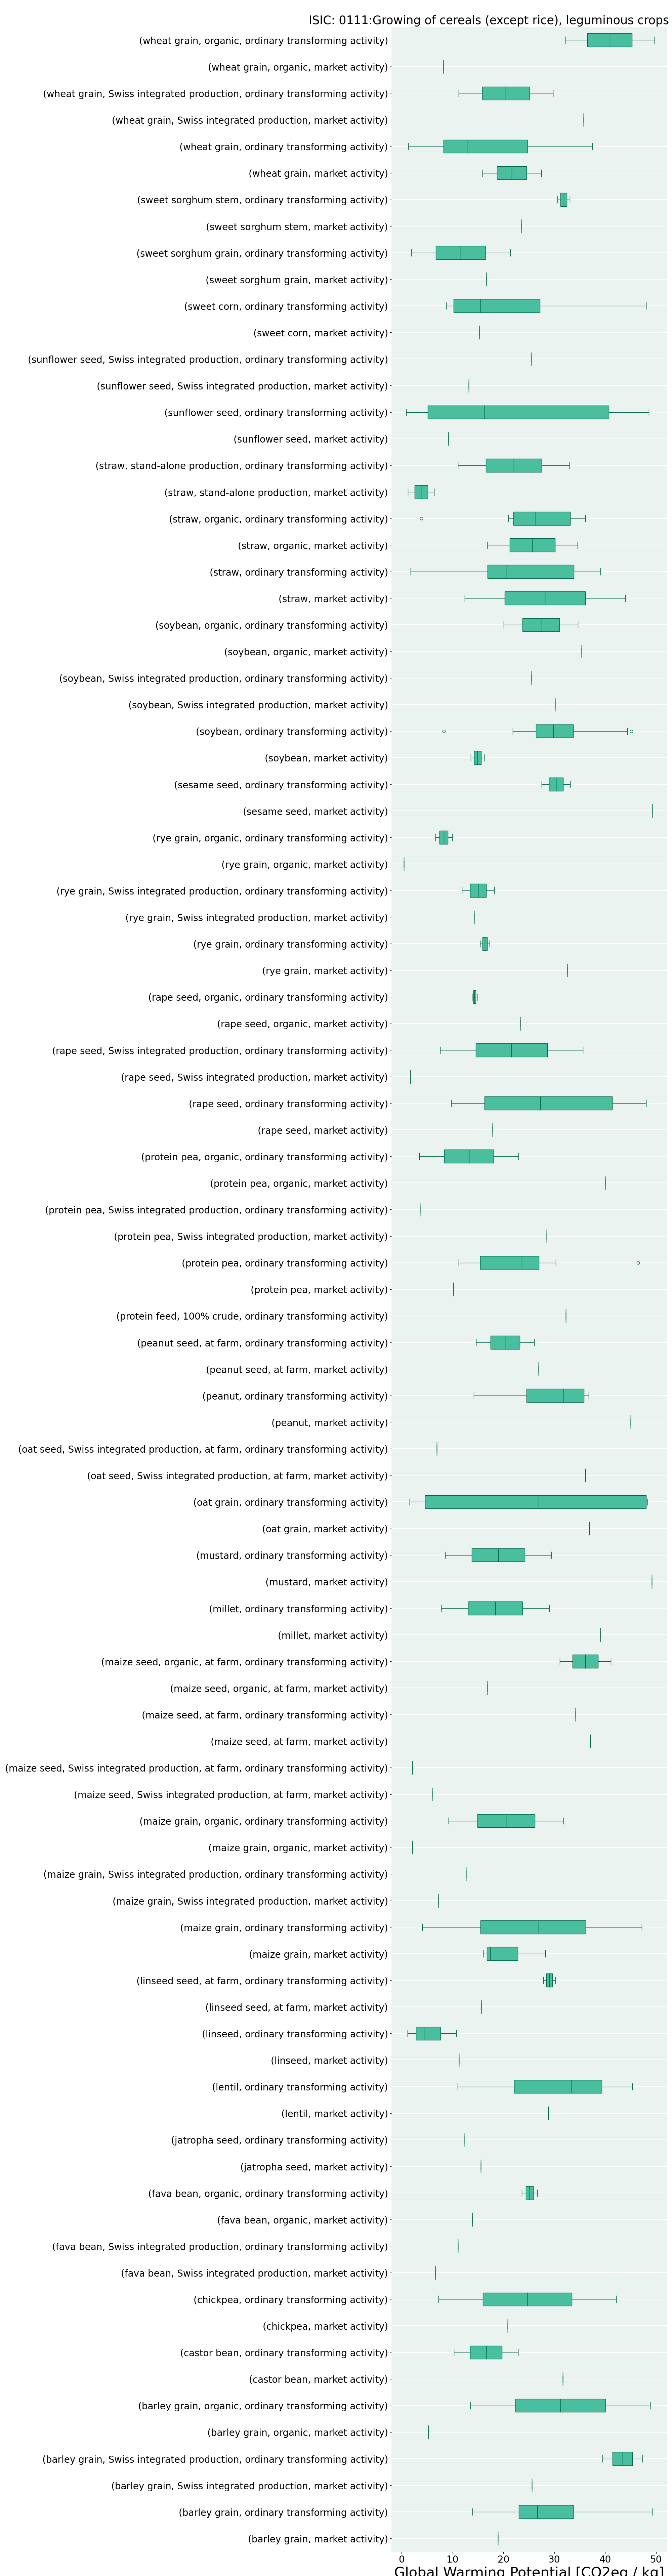 ISIC: 0111:Growing of cereals (except rice), leguminous crops
(wheat grain, organic, ordinary transforming activity)
(wheat grain, organic, market activity)
(wheat grain, Swiss integrated production, ordinary transforming activity)
(wheat grain, Swiss integrated production, market activity)
(wheat grain, ordinary transforming activity)
(wheat grain, market activity)
(sweet sorghum stem, ordinary transforming activity)
(sweet sorghum stem, market activity)
(sweet sorghum grain, ordinary transforming activity)
(sweet sorghum grain, market activity)
(sweet corn, ordinary transforming activity)
(sweet corn, market activity)
(sunflower seed, Swiss integrated production, ordinary transforming activity)
(sunflower seed, Swiss integrated production, market activity)
(sunflower seed, ordinary transforming activity)
(sunflower seed, market activity)
(straw, stand-alone production, ordinary transforming activity)
(straw, stand-alone production, market activity)
(straw, organic, ordinary transforming activity)
(straw, organic, market activity)
(straw, ordinary transforming activity)
(straw, market activity)
(soybean, organic, ordinary transforming activity)
(soybean, organic, market activity)
(soybean, Swiss integrated production, ordinary transforming activity)
(soybean, Swiss integrated production, market activity)
(soybean, ordinary transforming activity)
(soybean, market activity)
(sesame seed, ordinary transforming activity)
(sesame seed, market activity)
(rye grain, organic, ordinary transforming activity)
(rye grain, organic, market activity)
(rye grain, Swiss integrated production, ordinary transforming activity)
(rye grain, Swiss integrated production, market activity)
(rye grain, ordinary transforming activity)
(rye grain, market activity)
(rape seed, organic, ordinary transforming activity)
(rape seed, organic, market activity)
(rape seed, Swiss integrated production, ordinary transforming activity)
(rape seed, Swiss integrated production, market activity)
(rape seed, ordinary transforming activity)
(rape seed, market activity)
(protein pea, organic, ordinary transforming activity)
(protein pea, organic, market activity)
(protein pea, Swiss integrated production, ordinary transforming activity)
(protein pea, Swiss integrated production, market activity)
(protein pea, ordinary transforming activity)
(protein pea, market activity)
(protein feed, 100% crude, ordinary transforming activity)
(peanut seed, at farm, ordinary transforming activity)
(peanut seed, at farm, market activity)
(peanut, ordinary transforming activity)
(peanut, market activity)
(oat seed, Swiss integrated production, at farm, ordinary transforming activity)
(oat seed, Swiss integrated production, at farm, market activity)
(oat grain, ordinary transforming activity)
(oat grain, market activity)
(mustard, ordinary transforming activity)
(mustard, market activity)
(millet, ordinary transforming activity)
(millet, market activity)
(maize seed, organic, at farm, ordinary transforming activity)
(maize seed, organic, at farm, market activity)
(maize seed, at farm, ordinary transforming activity)
(maize seed, at farm, market activity)
(maize seed, Swiss integrated production, at farm, ordinary transforming activity)
(maize seed, Swiss integrated production, at farm, market activity)
(maize grain, organic, ordinary transforming activity)
(maize grain, organic, market activity)
(maize grain, Swiss integrated production, ordinary transforming activity)
(maize grain, Swiss integrated production, market activity)
(maize grain, ordinary transforming activity)
(maize grain, market activity)
(linseed seed, at farm, ordinary transforming activity)
(linseed seed, at farm, market activity)
(linseed, ordinary transforming activity)
(linseed, market activity)
(lentil, ordinary transforming activity)
(lentil, market activity)
(jatropha seed, ordinary transforming activity)
(jatropha seed, market activity)
(fava bean, organic, ordinary transforming activity)
(fava bean, organic, market activity)
(fava bean, Swiss integrated production, ordinary transforming activity)
(fava bean, Swiss integrated production, market activity)
(chickpea, ordinary transforming activity)
(chickpea, market activity)
(castor bean, ordinary transforming activity)
(castor bean, market activity)
(barley grain, organic, ordinary transforming activity)
(barley grain, organic, market activity)
(barley grain, Swiss integrated production, ordinary transforming activity)
(barley grain, Swiss integrated production, market activity)
(barley grain, ordinary transforming activity)
(barley grain, market activity)
0 10 20 30 40 50
Global Warming Potential [CO2eq / kg]